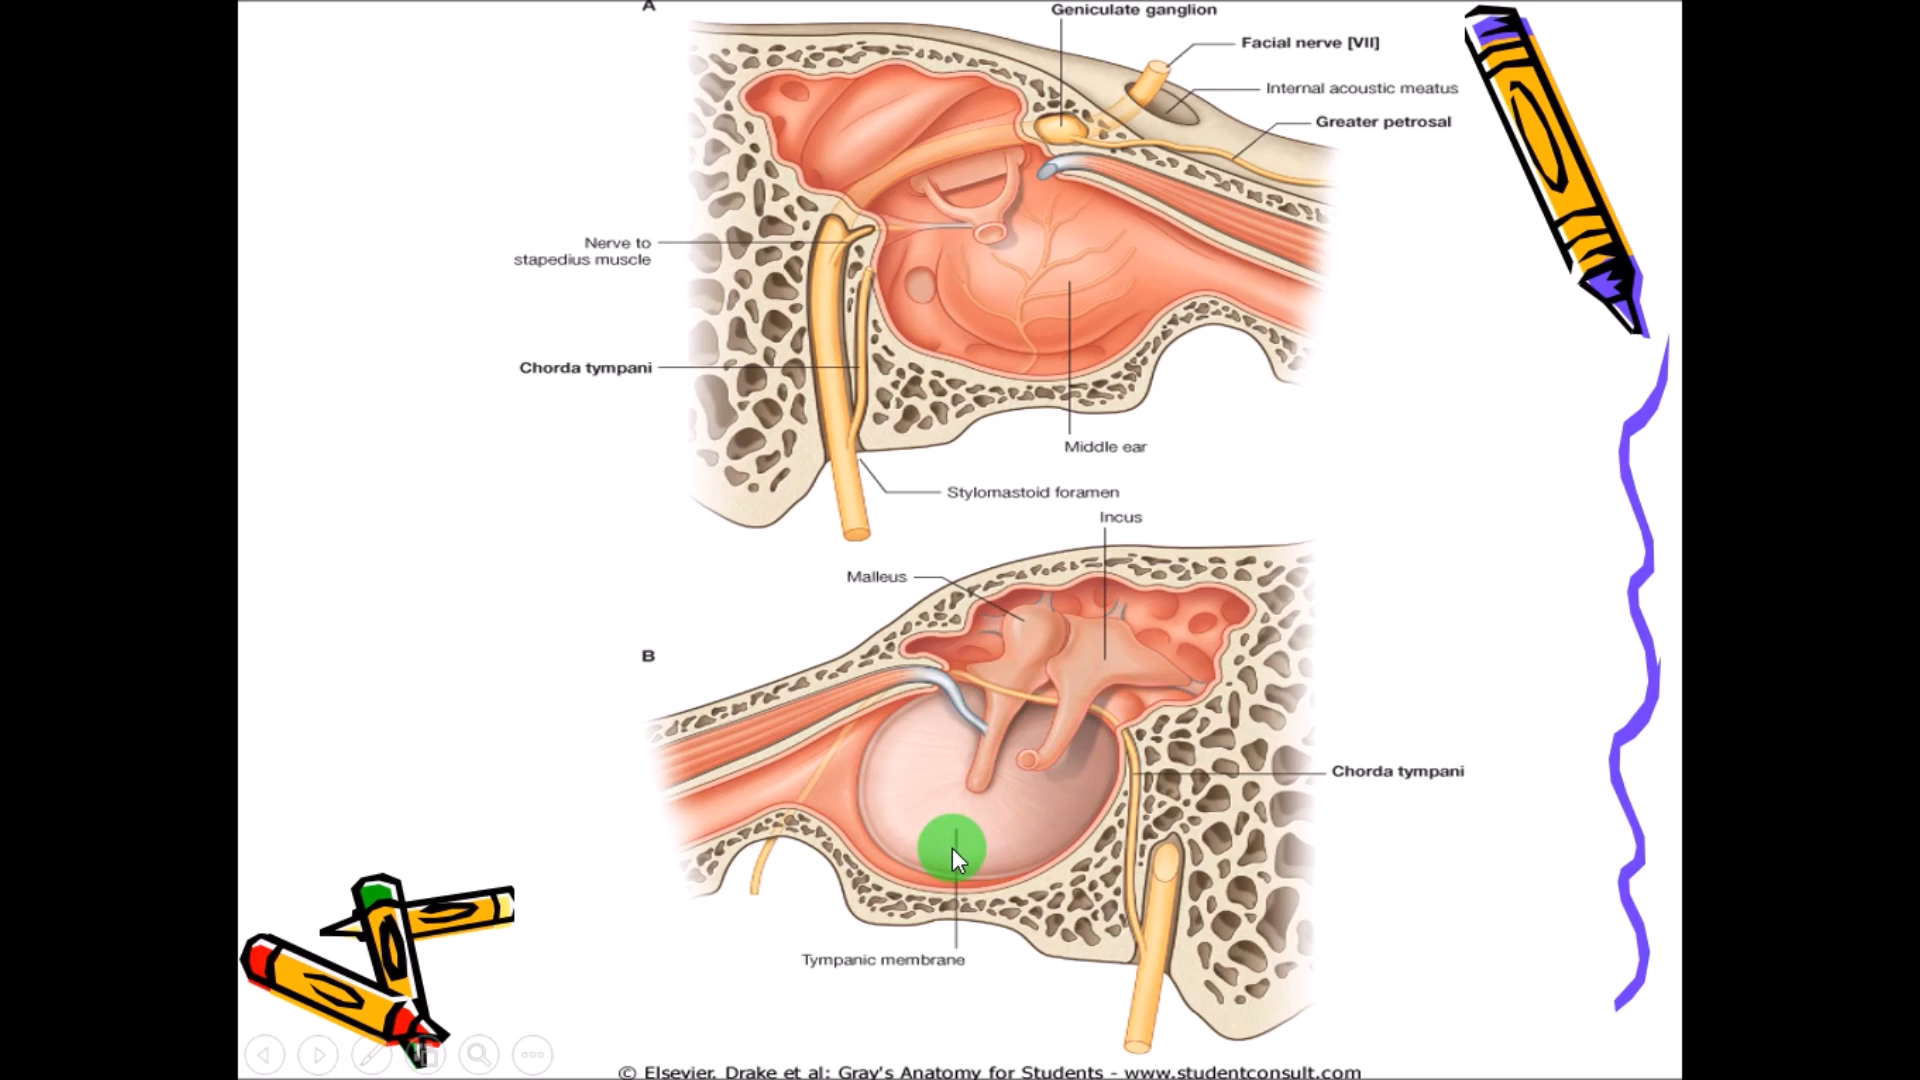 A
Geniculate ganglion
Facial nerve [VII]
Internal acoustic meatus
Greater petrosal
Nerve to
stapedius muscle
Chorda tympani
Middle ear
Stylomastoid foramen
Incus
Malleus
B
Chorda tympani
Tympanic membrane
© Elsevier. Drake et al: Gray's Anatomy for Students - www.studentconsult.com